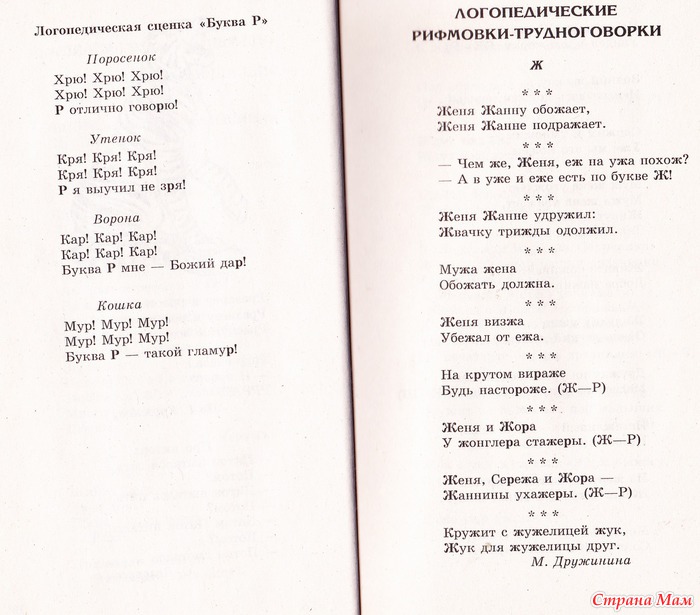 Логопедическая сценка «Буква Р»
Поросенок
Хрю! Хрю! Хрю!
Хрю! Хрю! Хрю!
Р отлично говорю!
Утенок
Кря! Кря! Кря!
Кря! Кря! Кря!
Р я выучил не зря!
Ворона
Кар! Кар! Кар!
Кар! Кар! Кар!
Буква Р мне — Божий дар!
Кошка
Мур! Мур! Мур!
Мур! Мур! Мур!
Буква Р — такой гламур!
ЛОГОПЕДИЧЕСКИЕ
РИФМОВКИ-ТРУДНОГОВОРКИ
Ж
* * *
Женя Жанну обожает,
Женя Жанне подражает.
* * *
— Чем же, Женя, еж на ужа похож?
— А в уже и еже есть по букве Ж!
* * *
Женя Жанне удружил:
Жвачку трижды одолжил.
* * *
Мужа жена
Обожать должна.
* * *
Женя визжа
Убежал от ежа.
* * *
На крутом вираже
Будь настороже. (Ж—Р)
* * *
Женя и Жора
У жонглера стажеры. (Ж—Р)
* * *
Женя, Сережа и Жора —
Жаннины ухажеры. (Ж—Р)
* * *
Кружит с жужелицей жук,
Жук для жужелицы друг.
М. Дружинина
Страна Мам